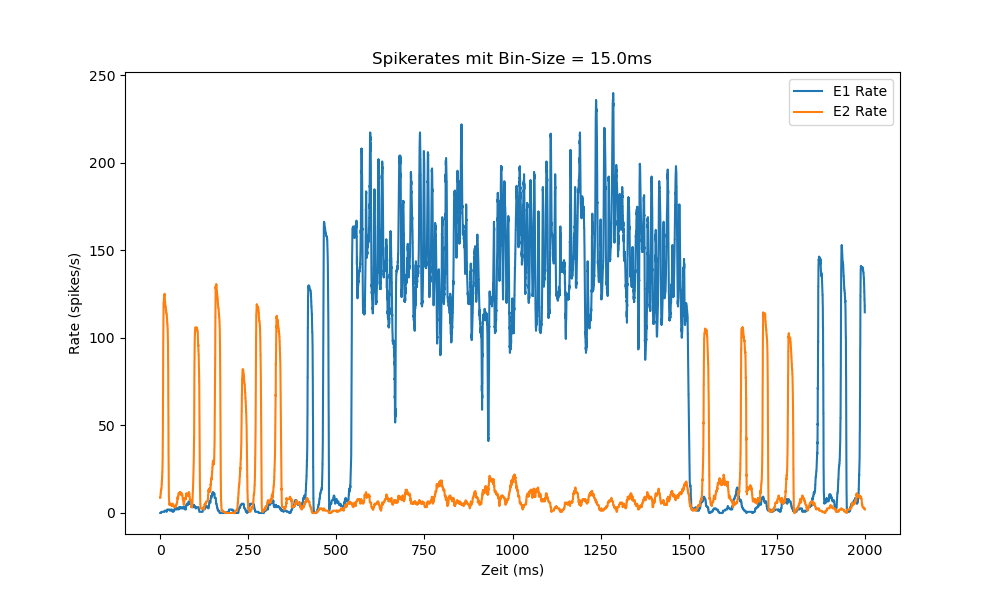 Spikerates mit Bin-Size = 15.0ms
250
200
150
100
50
0
Rate (spikes/s)
E1 Rate
E2 Rate
0 250 500 750 1000 1250 1500 1750 2000
Zeit (ms)